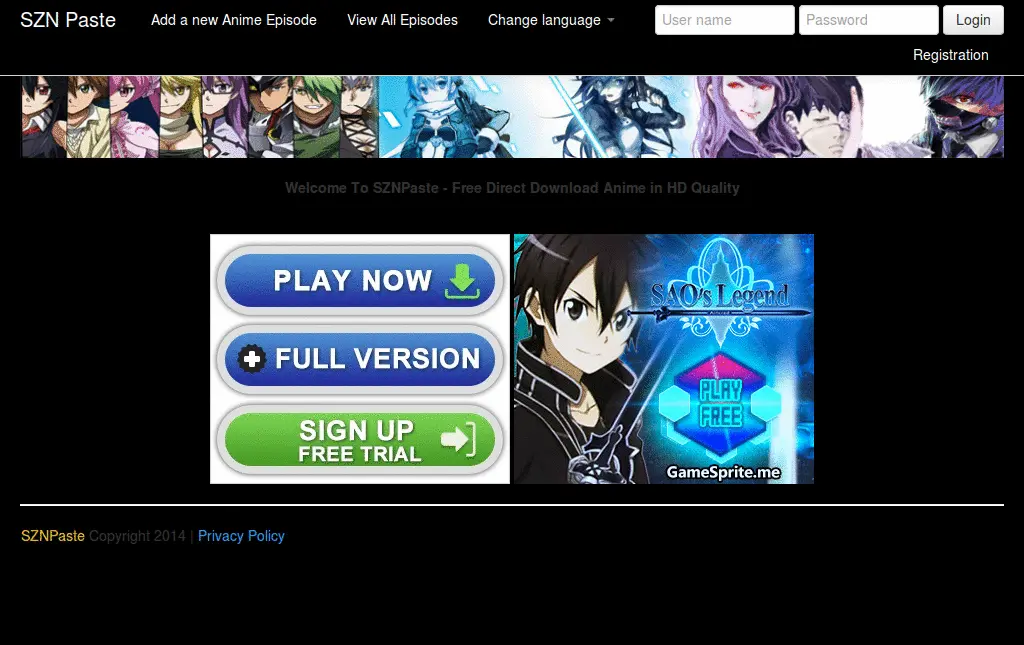 SZN Paste Add a new Anime Episode View All Episodes Change language User name Password Login
Registration
Welcome To SZNPaste - Free Direct Download Anime in HD Quality
PLAY NOW
FULL VERSION
SIGN UP
FREE TRIAL
SAO's Legend
PLAY
FREE
GameSprite.me
SZNPaste Copyright 2014 | Privacy Policy